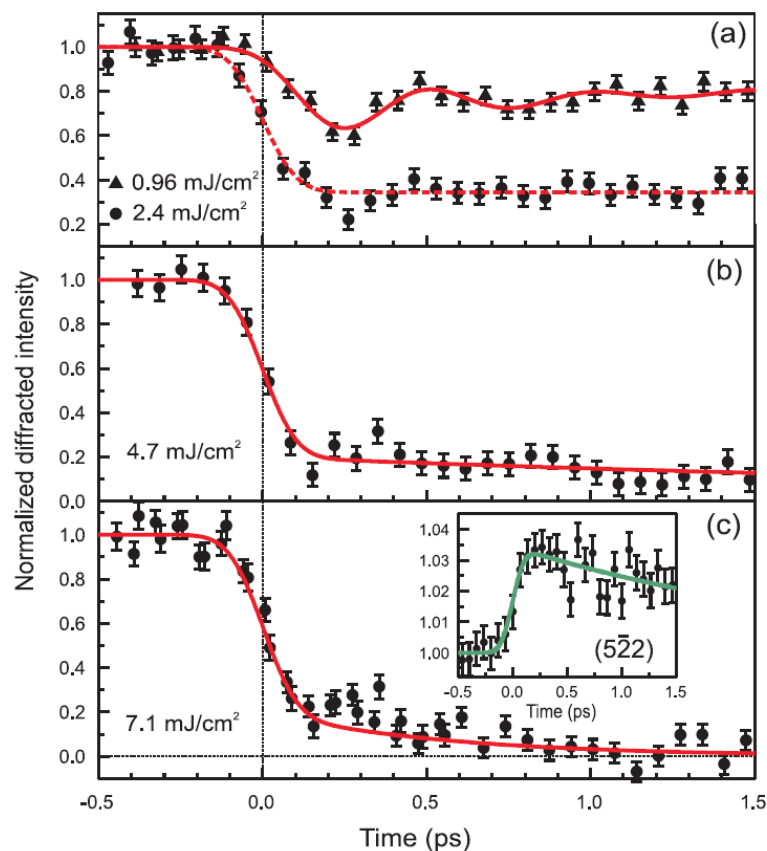 Normalized diffracted intensity
(a)
1.0
0.8
0.6
0.4
0.2
▲ 0.96 mJ/cm²
● 2.4 mJ/cm²
(b)
1.0
0.8
0.6
0.4
0.2
0.0
4.7 mJ/cm²
(c)
1.0
0.8
0.6
0.4
0.2
0.0
7.1 mJ/cm²
1.04
1.03
1.02
1.00
(52̅2)
-0.5 0.0 0.5 1.0 1.5
Time (ps)
-0.5 0.0 0.5 1.0 1.5
Time (ps)